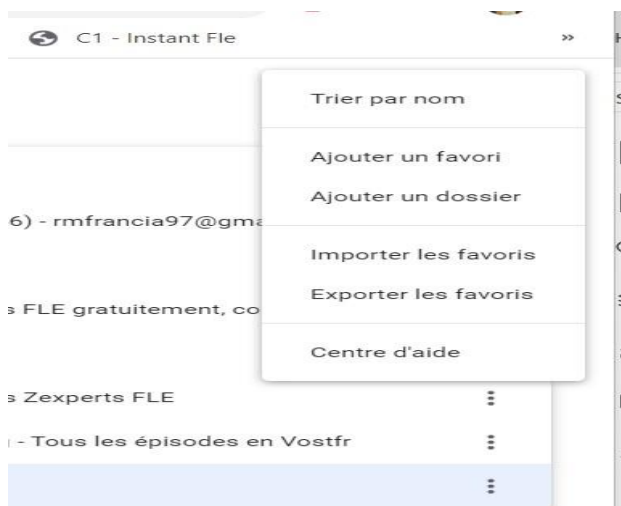 C1 - Instant Fle
»
Trier par nom
Ajouter un favori
Ajouter un dossier
6) - rmfrancia97@gma
Importer les favoris
Exporter les favoris
s FLE gratuitement, co
Centre d'aide
s Zexperts FLE
- Tous les épisodes en Vostfr